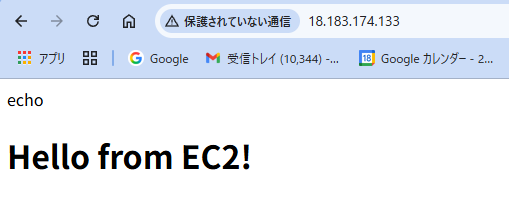 保護されていない通信 18.183.174.133
アプリ Google 受信トレイ (10,344) -... 18 Google カレンダー - 2...
echo
Hello from EC2!